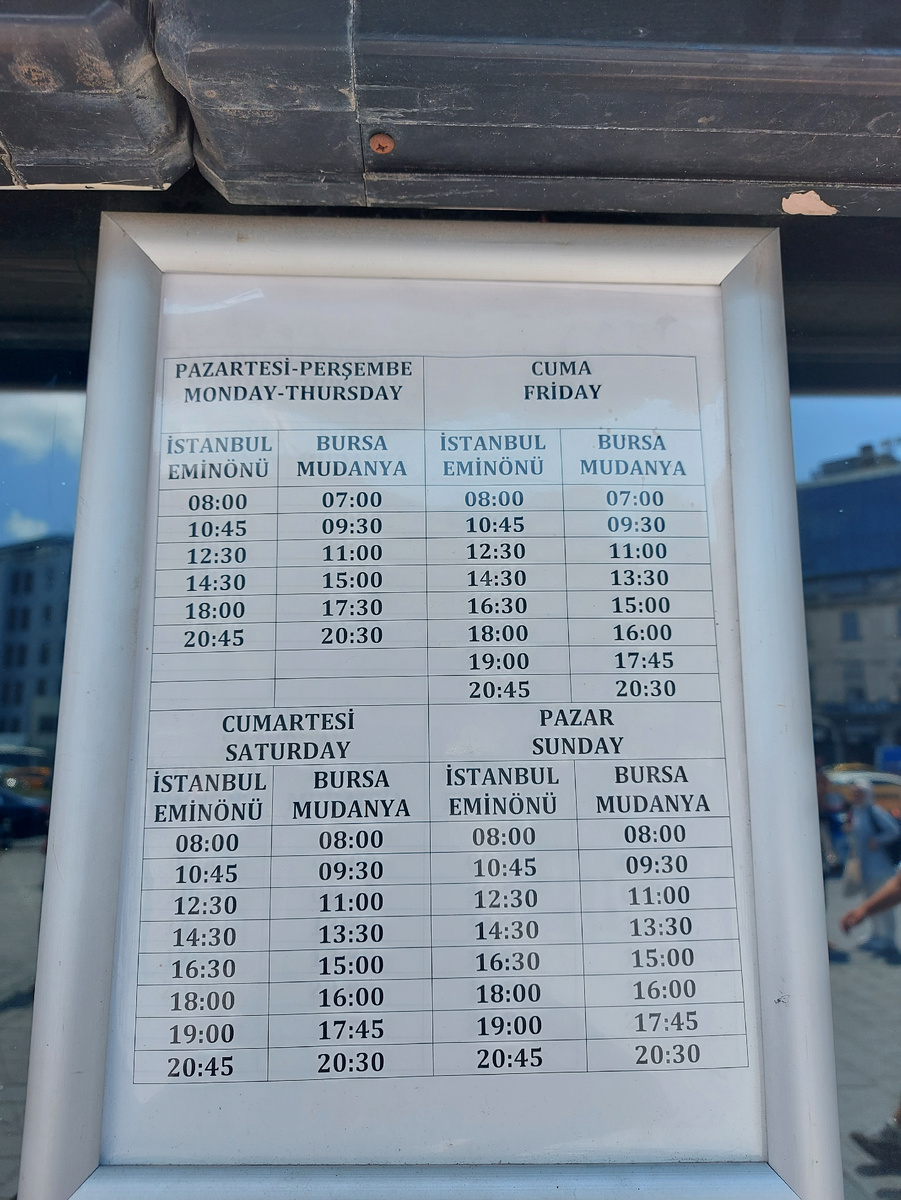 PAZARTESİ-PERŞEMBE CUMA
MONDAY-THURSDAY FRIDAY
İSTANBUL BURSA İSTANBUL BURSA
EMİNÖNÜ MUDANYA EMİNÖNÜ MUDANYA
08:00 07:00 08:00 07:00
10:45 09:30 10:45 09:30
12:30 11:00 12:30 11:00
14:30 15:00 14:30 13:30
18:00 17:30 16:30 15:00
20:45 20:30 18:00 16:00
19:00 17:45
20:45 20:30
CUMARTESİ PAZAR
SATURDAY SUNDAY
İSTANBUL BURSA İSTANBUL BURSA
EMİNÖNÜ MUDANYA EMİNÖNÜ MUDANYA
08:00 08:00 08:00 08:00
10:45 09:30 10:45 09:30
12:30 11:00 12:30 11:00
14:30 13:30 14:30 13:30
16:30 15:00 16:30 15:00
18:00 16:00 18:00 16:00
19:00 17:45 19:00 17:45
20:45 20:30 20:45 20:30